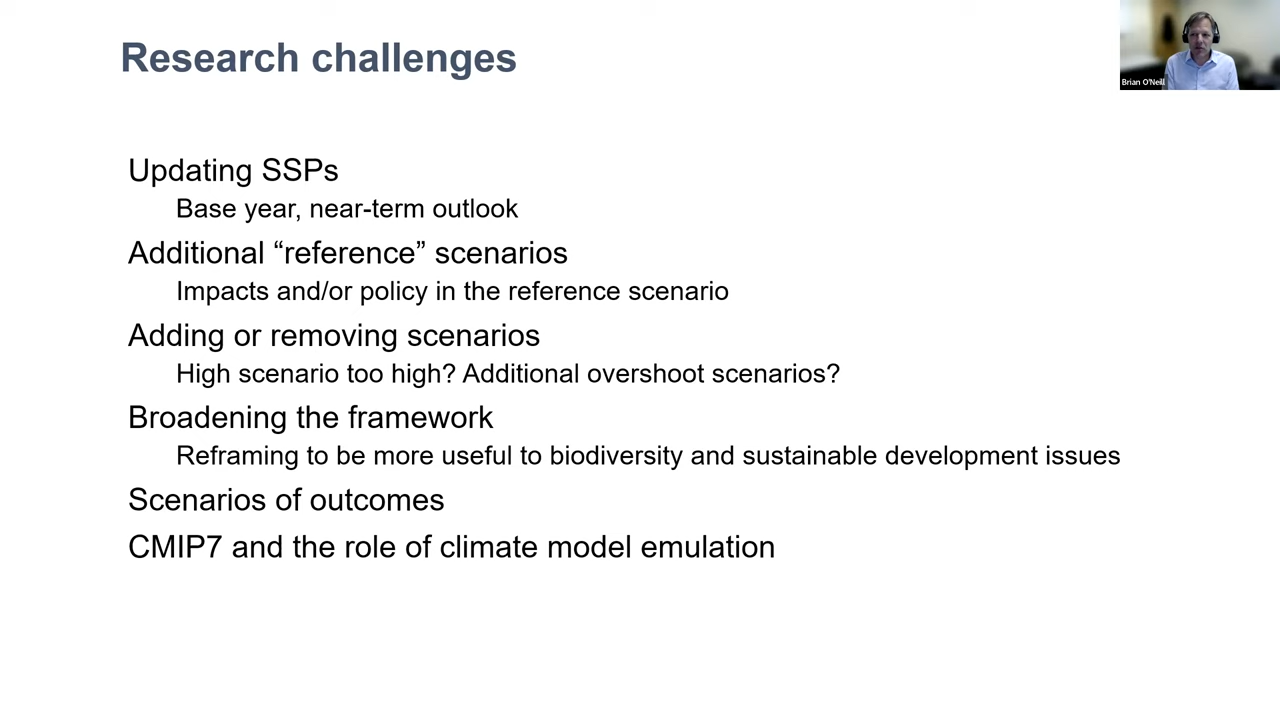 Research challenges
Brian O'Neill
Updating SSPs
Base year, near-term outlook
Additional “reference” scenarios
Impacts and/or policy in the reference scenario
Adding or removing scenarios
High scenario too high? Additional overshoot scenarios?
Broadening the framework
Reframing to be more useful to biodiversity and sustainable development issues
Scenarios of outcomes
CMIP7 and the role of climate model emulation